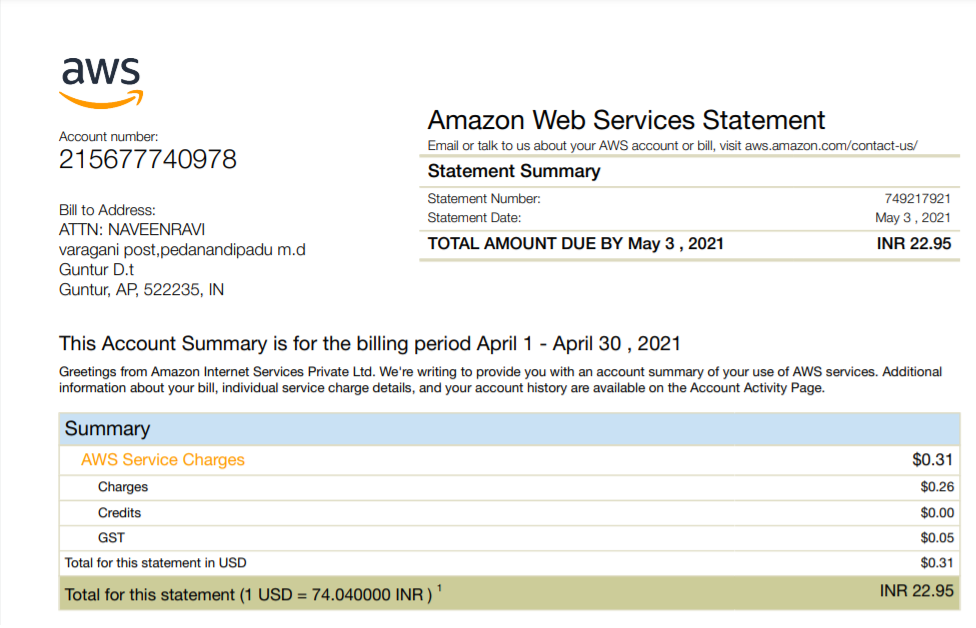 aws
Account number:
215677740978
Bill to Address:
ATTN: NAVEENRAVI
varagani post,pedanandipadu m.d
Guntur D.t
Guntur, AP, 522235, IN
Amazon Web Services Statement
Email or talk to us about your AWS account or bill, visit aws.amazon.com/contact-us/
Statement Summary
Statement Number: 749217921
Statement Date: May 3 , 2021
TOTAL AMOUNT DUE BY May 3 , 2021 INR 22.95
This Account Summary is for the billing period April 1 - April 30 , 2021
Greetings from Amazon Internet Services Private Ltd. We're writing to provide you with an account summary of your use of AWS services. Additional
information about your bill, individual service charge details, and your account history are available on the Account Activity Page.
Summary
AWS Service Charges $0.31
Charges $0.26
Credits $0.00
GST $0.05
Total for this statement in USD $0.31
Total for this statement (1 USD = 74.040000 INR ) 1 INR 22.95